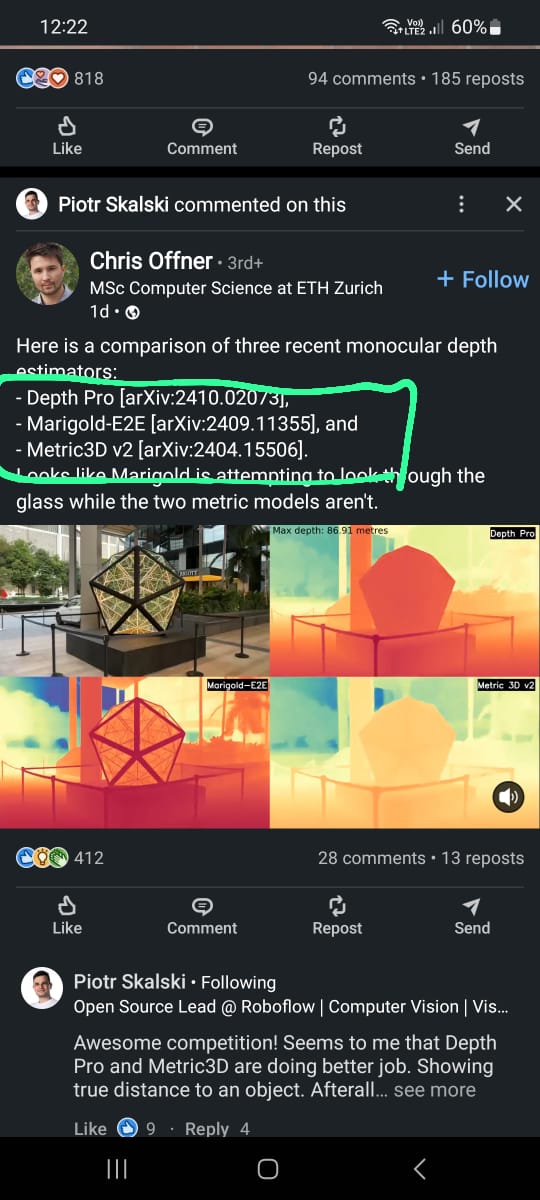 12:22
Vo)) LTE2 60%
818
94 comments • 185 reposts
Like
Comment
Repost
Send
Piotr Skalski commented on this
Chris Offner • 3rd+
MSc Computer Science at ETH Zurich
1d •
+ Follow
Here is a comparison of three recent monocular depth
estimators:
- Depth Pro [arXiv:2410.02073],
- Marigold-E2E [arXiv:2409.11355], and
- Metric3D v2 [arXiv:2404.15506].
Looks like Marigold is attempting to look through the
glass while the two metric models aren't.
Max depth: 86.91 metres
Depth Pro
Marigold-E2E
Metric 3D v2
412
28 comments • 13 reposts
Like
Comment
Repost
Send
Piotr Skalski • Following
Open Source Lead @ Roboflow | Computer Vision | Vis...
Awesome competition! Seems to me that Depth
Pro and Metric3D are doing better job. Showing
true distance to an object. Afterall... see more
Like 9 · Reply 4